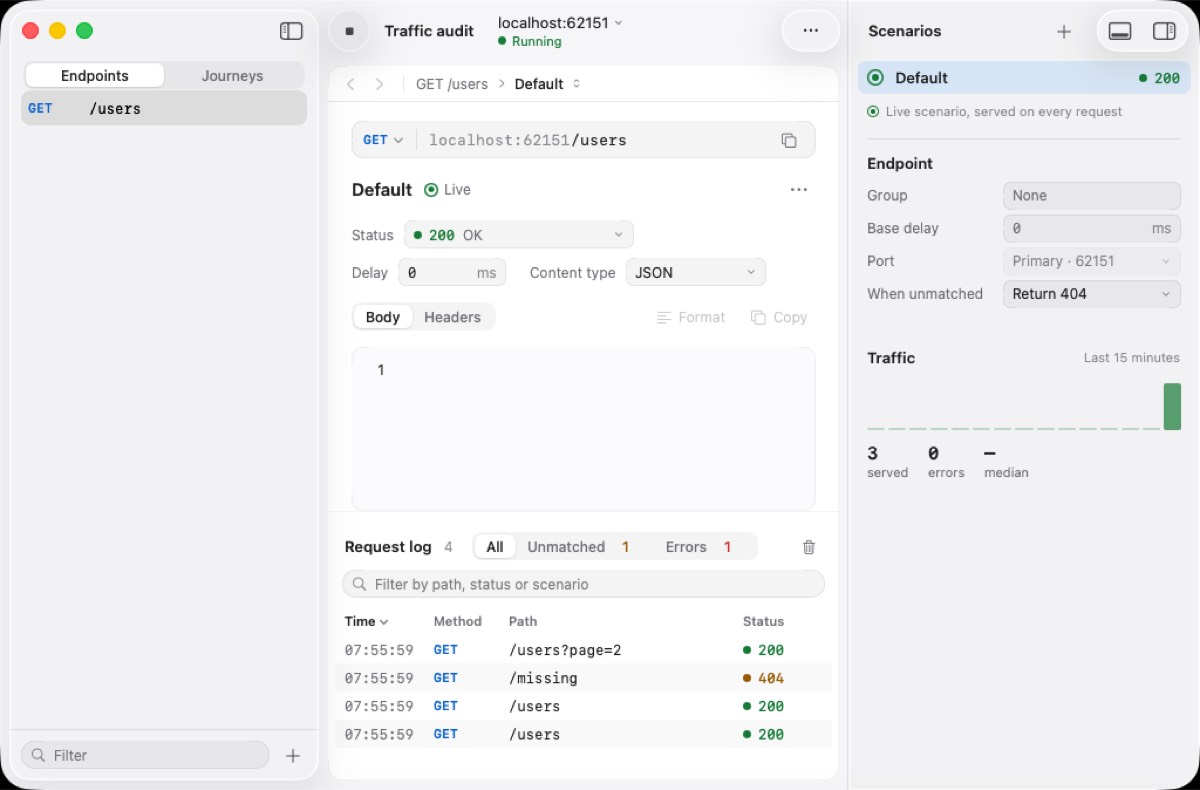 Traffic audit
localhost:62151
Running
Endpoints
Journeys
GET /users
Filter
GET /users > Default
GET localhost:62151/users
Default Live
Status 200 OK
Delay 0 ms Content type JSON
Body Headers Format Copy
1
Request log 4 All Unmatched 1 Errors 1
Filter by path, status or scenario
Time Method Path Status
07:55:59 GET /users?page=2 200
07:55:59 GET /missing 404
07:55:59 GET /users 200
07:55:59 GET /users 200
Scenarios
Default 200
Live scenario, served on every request
Endpoint
Group None
Base delay 0 ms
Port Primary · 62151
When unmatched Return 404
Traffic Last 15 minutes
3 0 –
served errors median